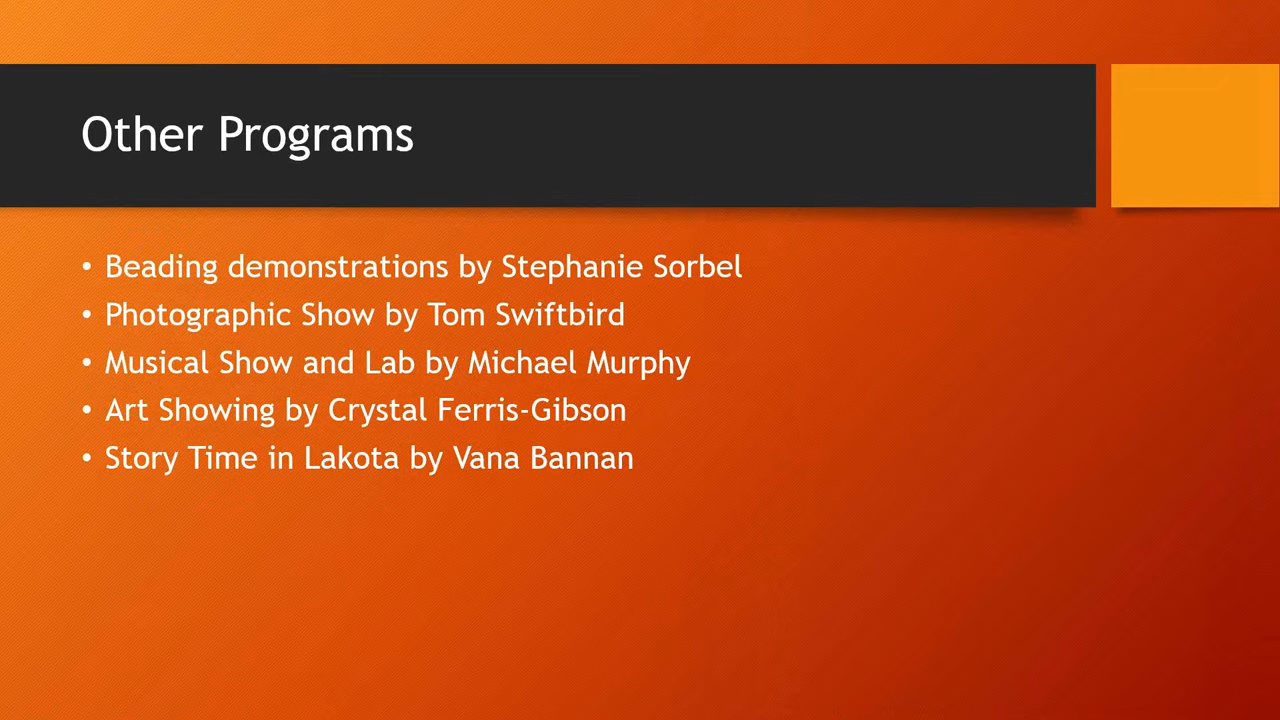 Other Programs
• Beading demonstrations by Stephanie Sorbel
• Photographic Show by Tom Swiftbird
• Musical Show and Lab by Michael Murphy
• Art Showing by Crystal Ferris-Gibson
• Story Time in Lakota by Vana Bannan